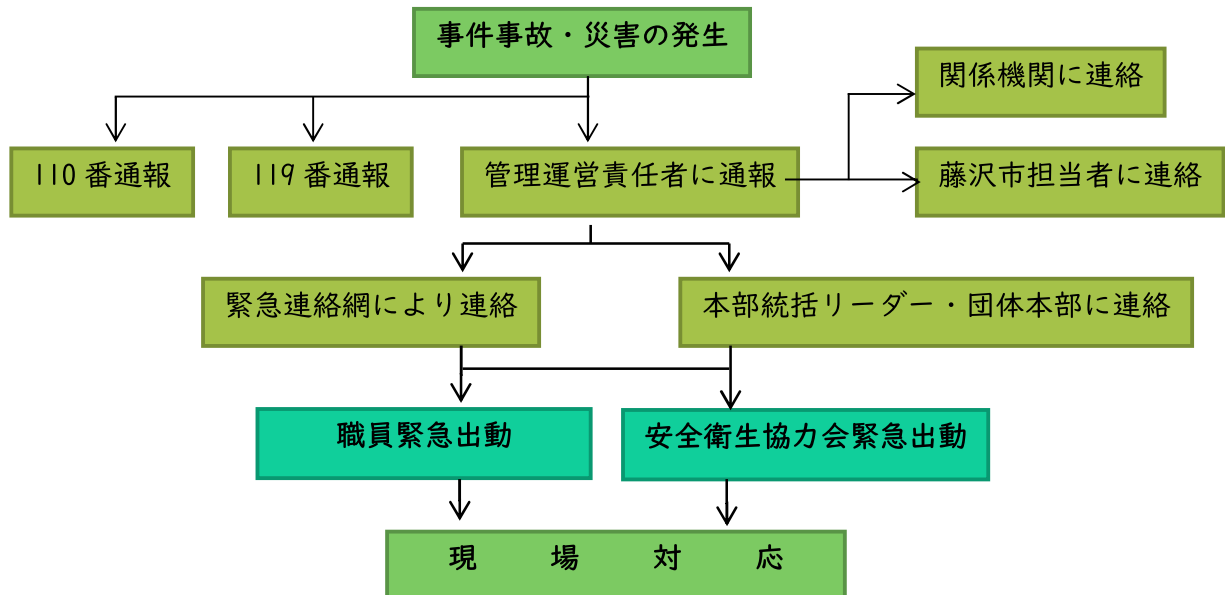 事件事故・災害の発生
関係機関に連絡
110番通報
119番通報
管理運営責任者に通報
藤沢市担当者に連絡
緊急連絡網により連絡
本部統括リーダー・団体本部に連絡
職員緊急出動
安全衛生協力会緊急出動
現場対応